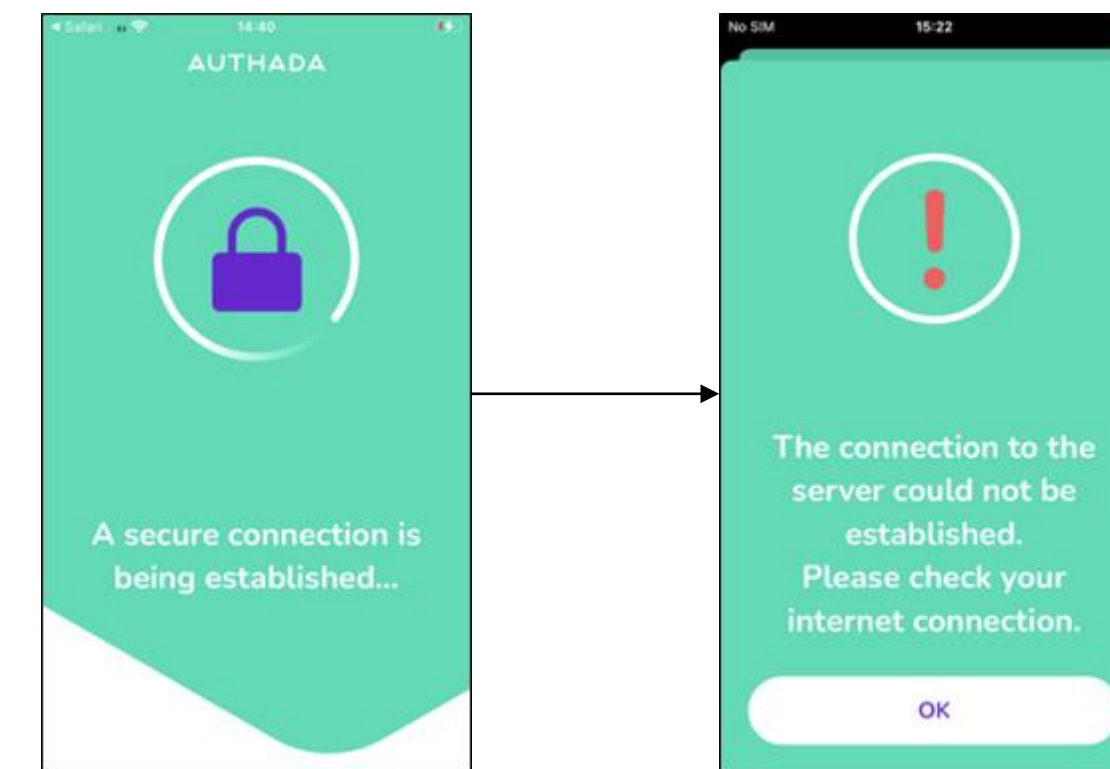 Safari
14:40
AUTHADA
A secure connection is
being established...
No SIM
15:22
The connection to the
server could not be
established.
Please check your
internet connection.
OK